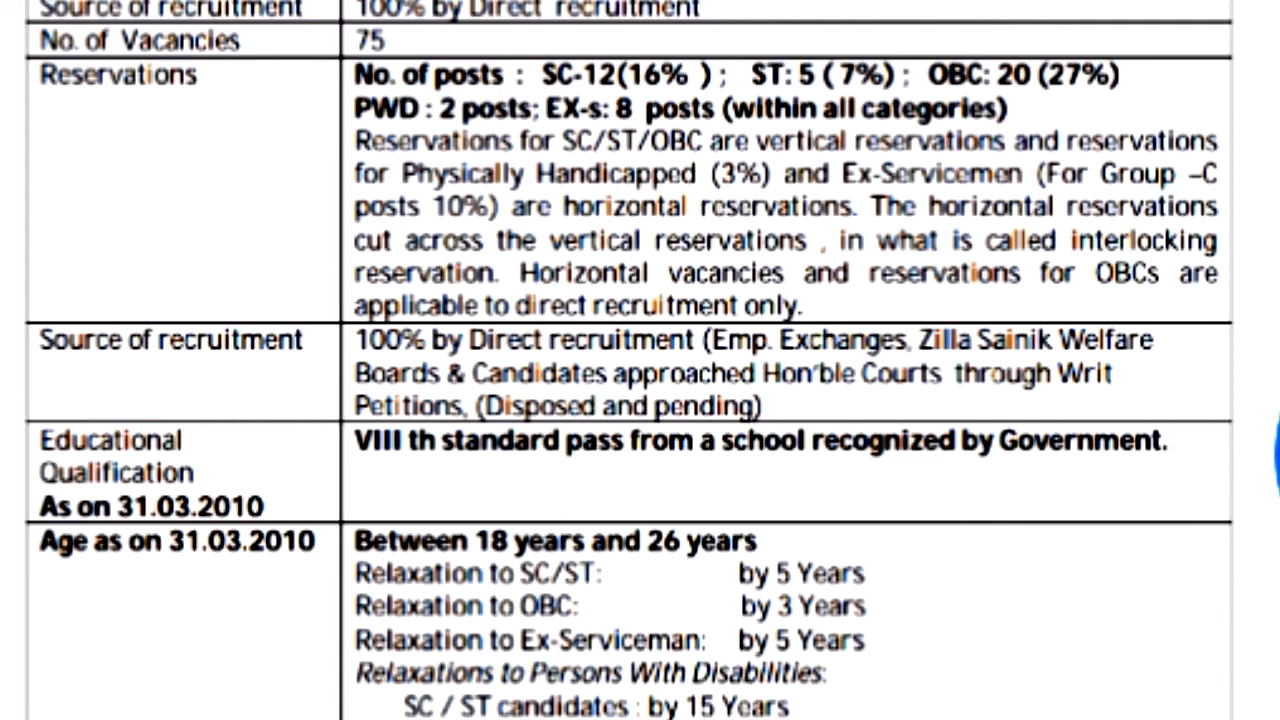 Source of recruitment 100% by Direct recruitment
No. of Vacancies 75
Reservations No. of posts : SC-12(16% ) ; ST: 5 ( 7%) ; OBC: 20 (27%)
PWD : 2 posts; EX-s: 8 posts (within all categories)
Reservations for SC/ST/OBC are vertical reservations and reservations
for Physically Handicapped (3%) and Ex-Servicemen (For Group –C
posts 10%) are horizontal reservations. The horizontal reservations
cut across the vertical reservations , in what is called interlocking
reservation. Horizontal vacancies and reservations for OBCs are
applicable to direct recruitment only.
Source of recruitment 100% by Direct recruitment (Emp. Exchanges, Zilla Sainik Welfare
Boards & Candidates approached Hon'ble Courts through Writ
Petitions, (Disposed and pending)
Educational VIII th standard pass from a school recognized by Government.
Qualification
As on 31.03.2010
Age as on 31.03.2010 Between 18 years and 26 years
Relaxation to SC/ST: by 5 Years
Relaxation to OBC: by 3 Years
Relaxation to Ex-Serviceman: by 5 Years
Relaxations to Persons With Disabilities:
SC / ST candidates : by 15 Years